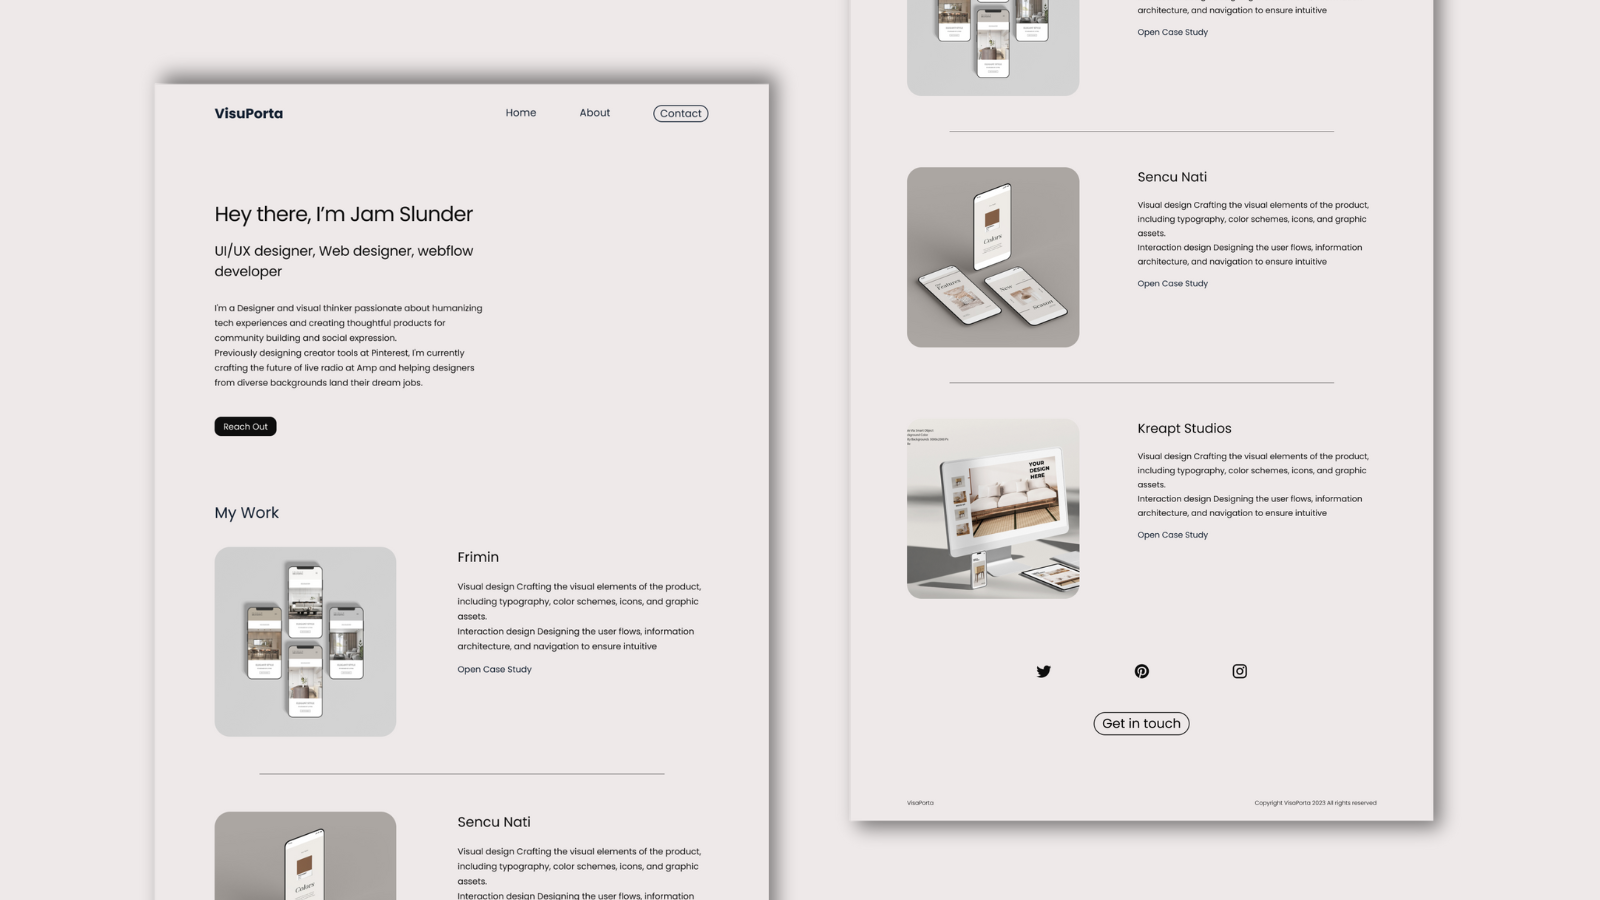 VisuPorta
Home
About
Contact
Hey there, I'm Jam Slunder
UI/UX designer, Web designer, webflow
developer
I'm a Designer and visual thinker passionate about humanizing
tech experiences and creating thoughtful products for
community building and social expression.
Previously designing creator tools at Pinterest, I'm currently
crafting the future of live radio at Amp and helping designers
from diverse backgrounds land their dream jobs.
Reach Out
My Work
Frimin
Visual design Crafting the visual elements of the product,
including typography, color schemes, icons, and graphic
assets.
Interaction design Designing the user flows, information
architecture, and navigation to ensure intuitive
Open Case Study
Colors
Sencu Nati
Visual design Crafting the visual elements of the product,
including typography, color schemes, icons, and graphic
assets.
Interaction design Designing the user flows, information
architecture, and navigation to ensure intuitive
Open Case Study
Colors
Features
New
Season
Sencu Nati
Visual design Crafting the visual elements of the product,
including typography, color schemes, icons, and graphic
assets.
Interaction design Designing the user flows, information
architecture, and navigation to ensure intuitive
Open Case Study
YOUR
DESIGN
HERE
Kreapt Studios
Visual design Crafting the visual elements of the product,
including typography, color schemes, icons, and graphic
assets.
Interaction design Designing the user flows, information
architecture, and navigation to ensure intuitive
Open Case Study
Get in touch
VisaPorta
Copyright VisaPorta 2023 All rights reserved